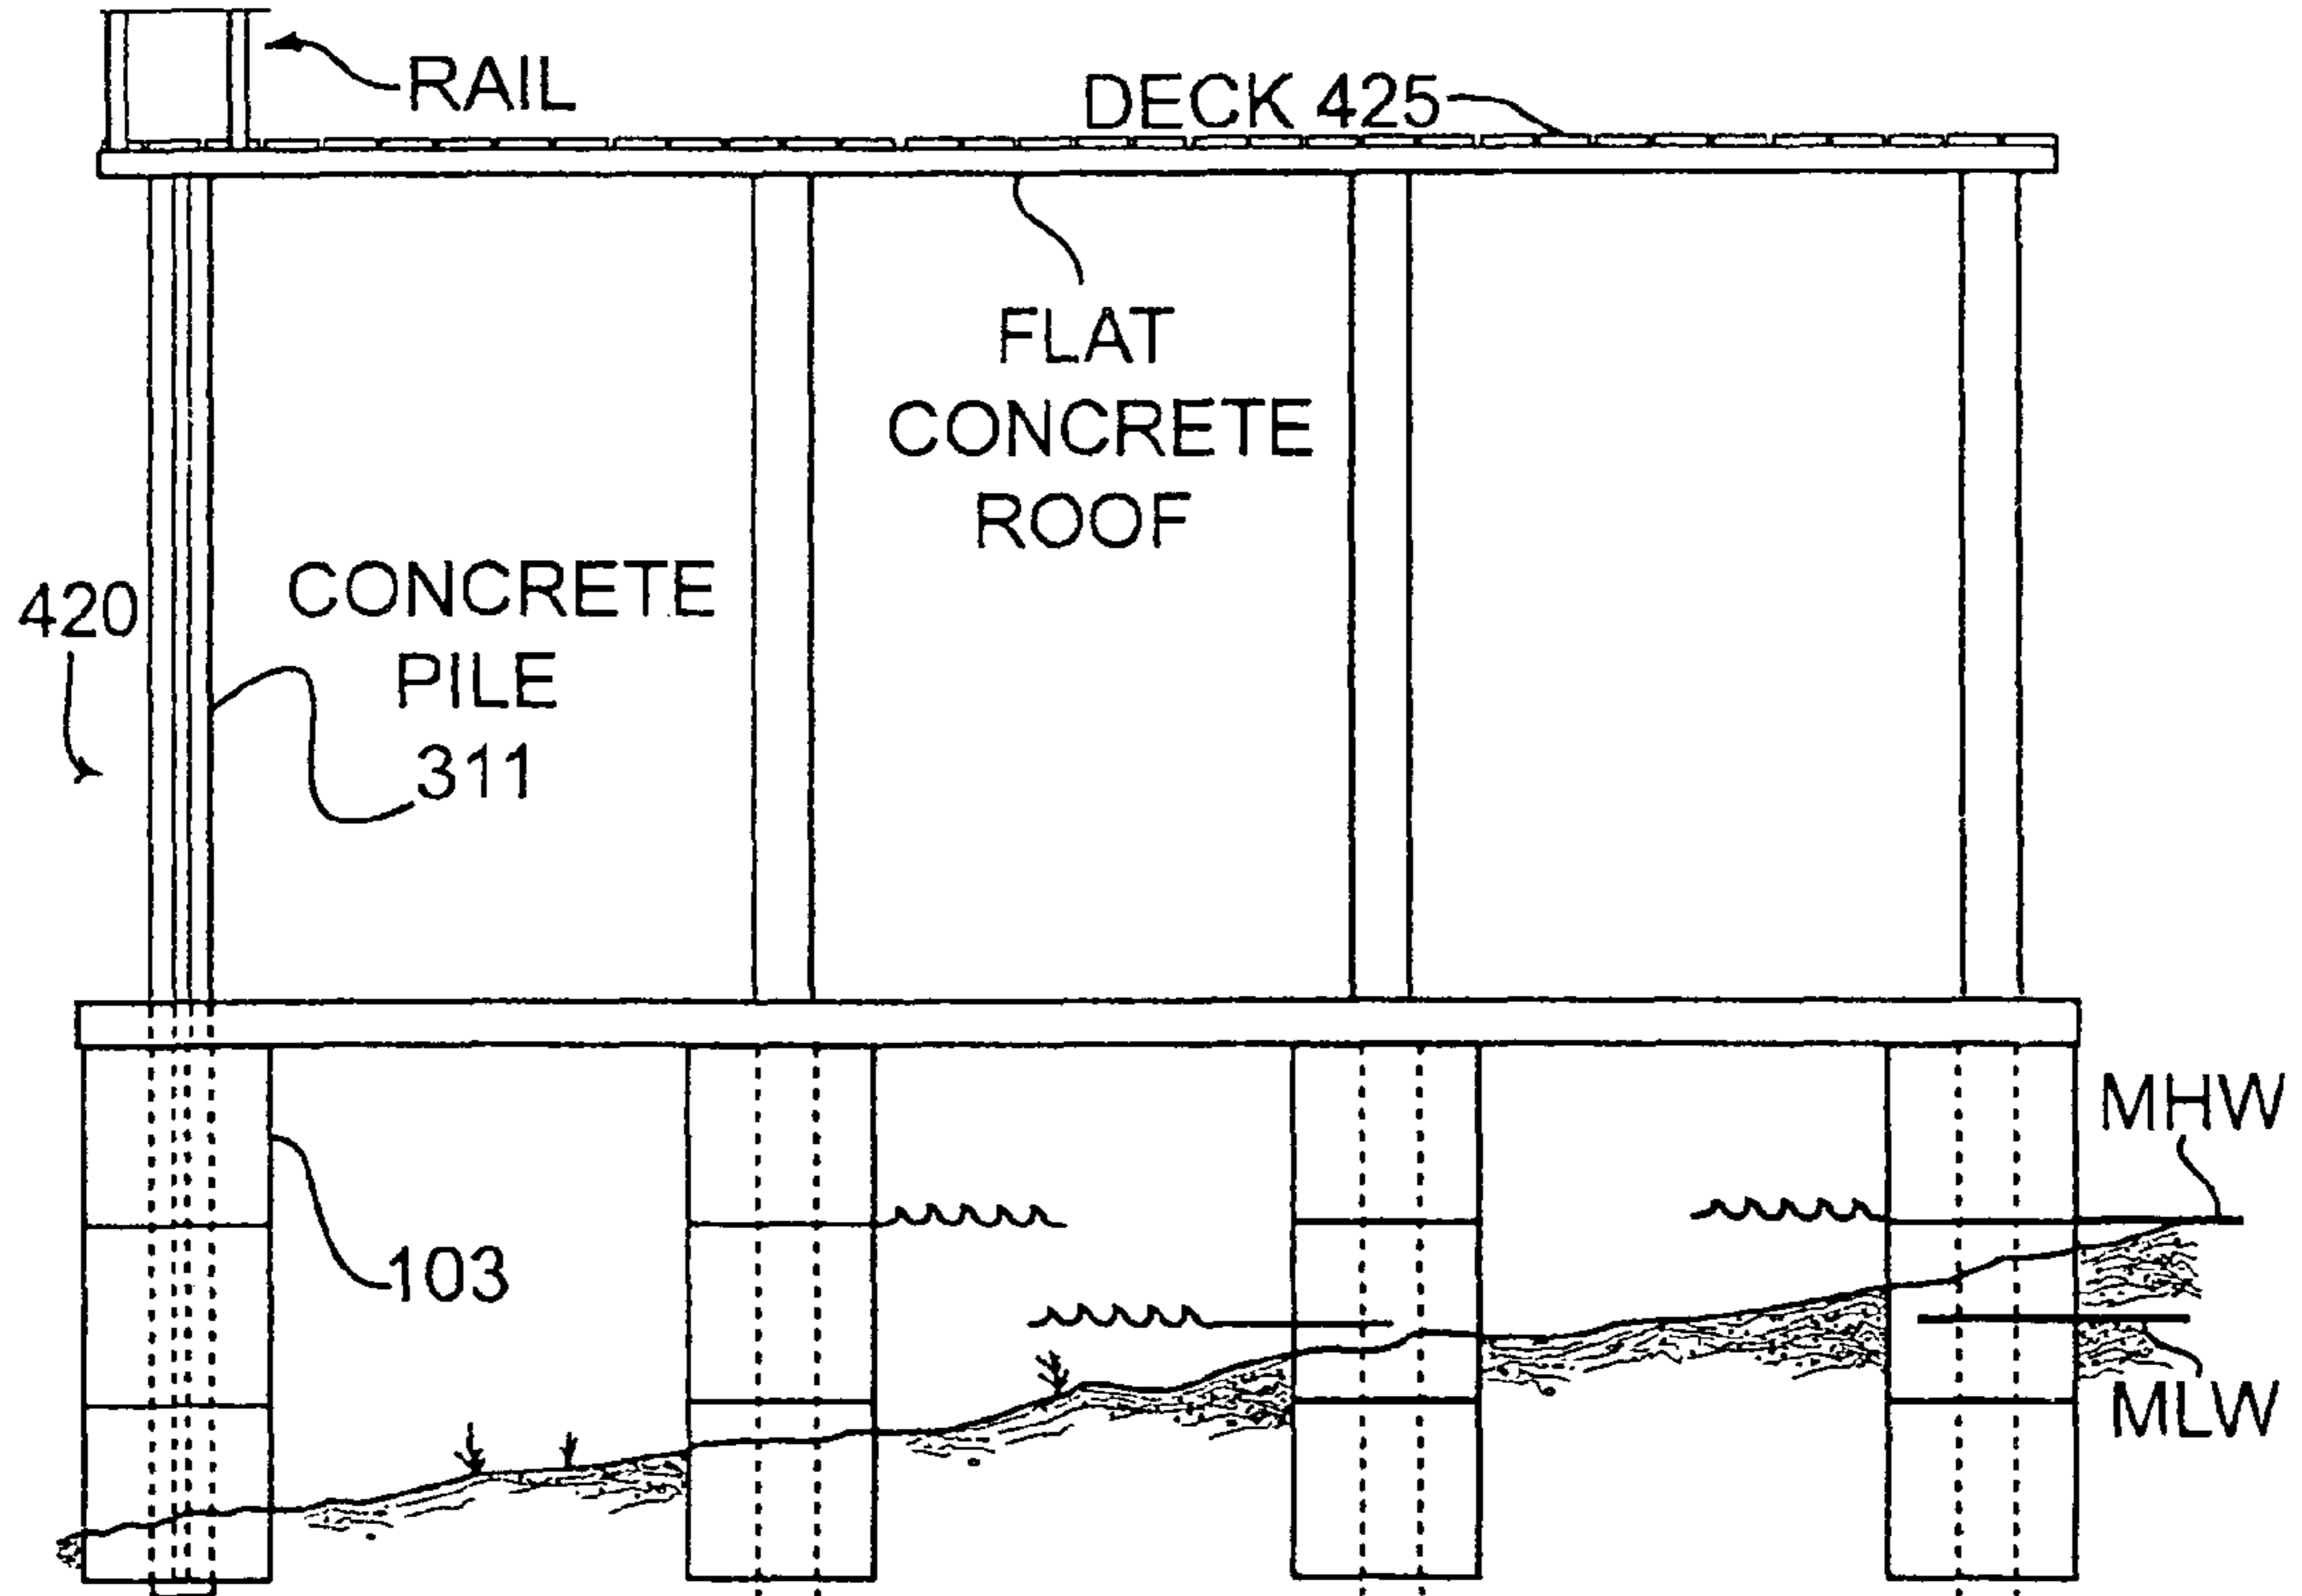 RAIL
DECK 425
FLAT
CONCRETE
ROOF
CONCRETE
PILE
311
420
103
MHW
MLW